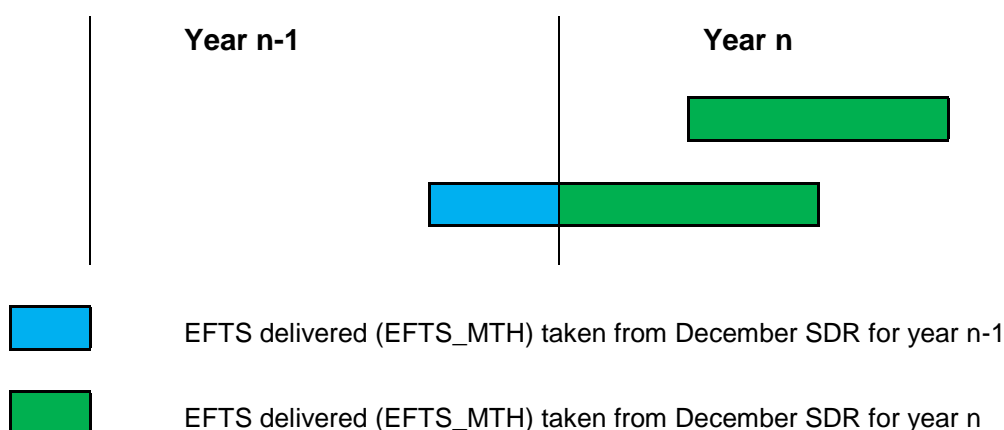 Year n-1 Year n
EFTS delivered (EFTS_MTH) taken from December SDR for year n-1
EFTS delivered (EFTS_MTH) taken from December SDR for year n